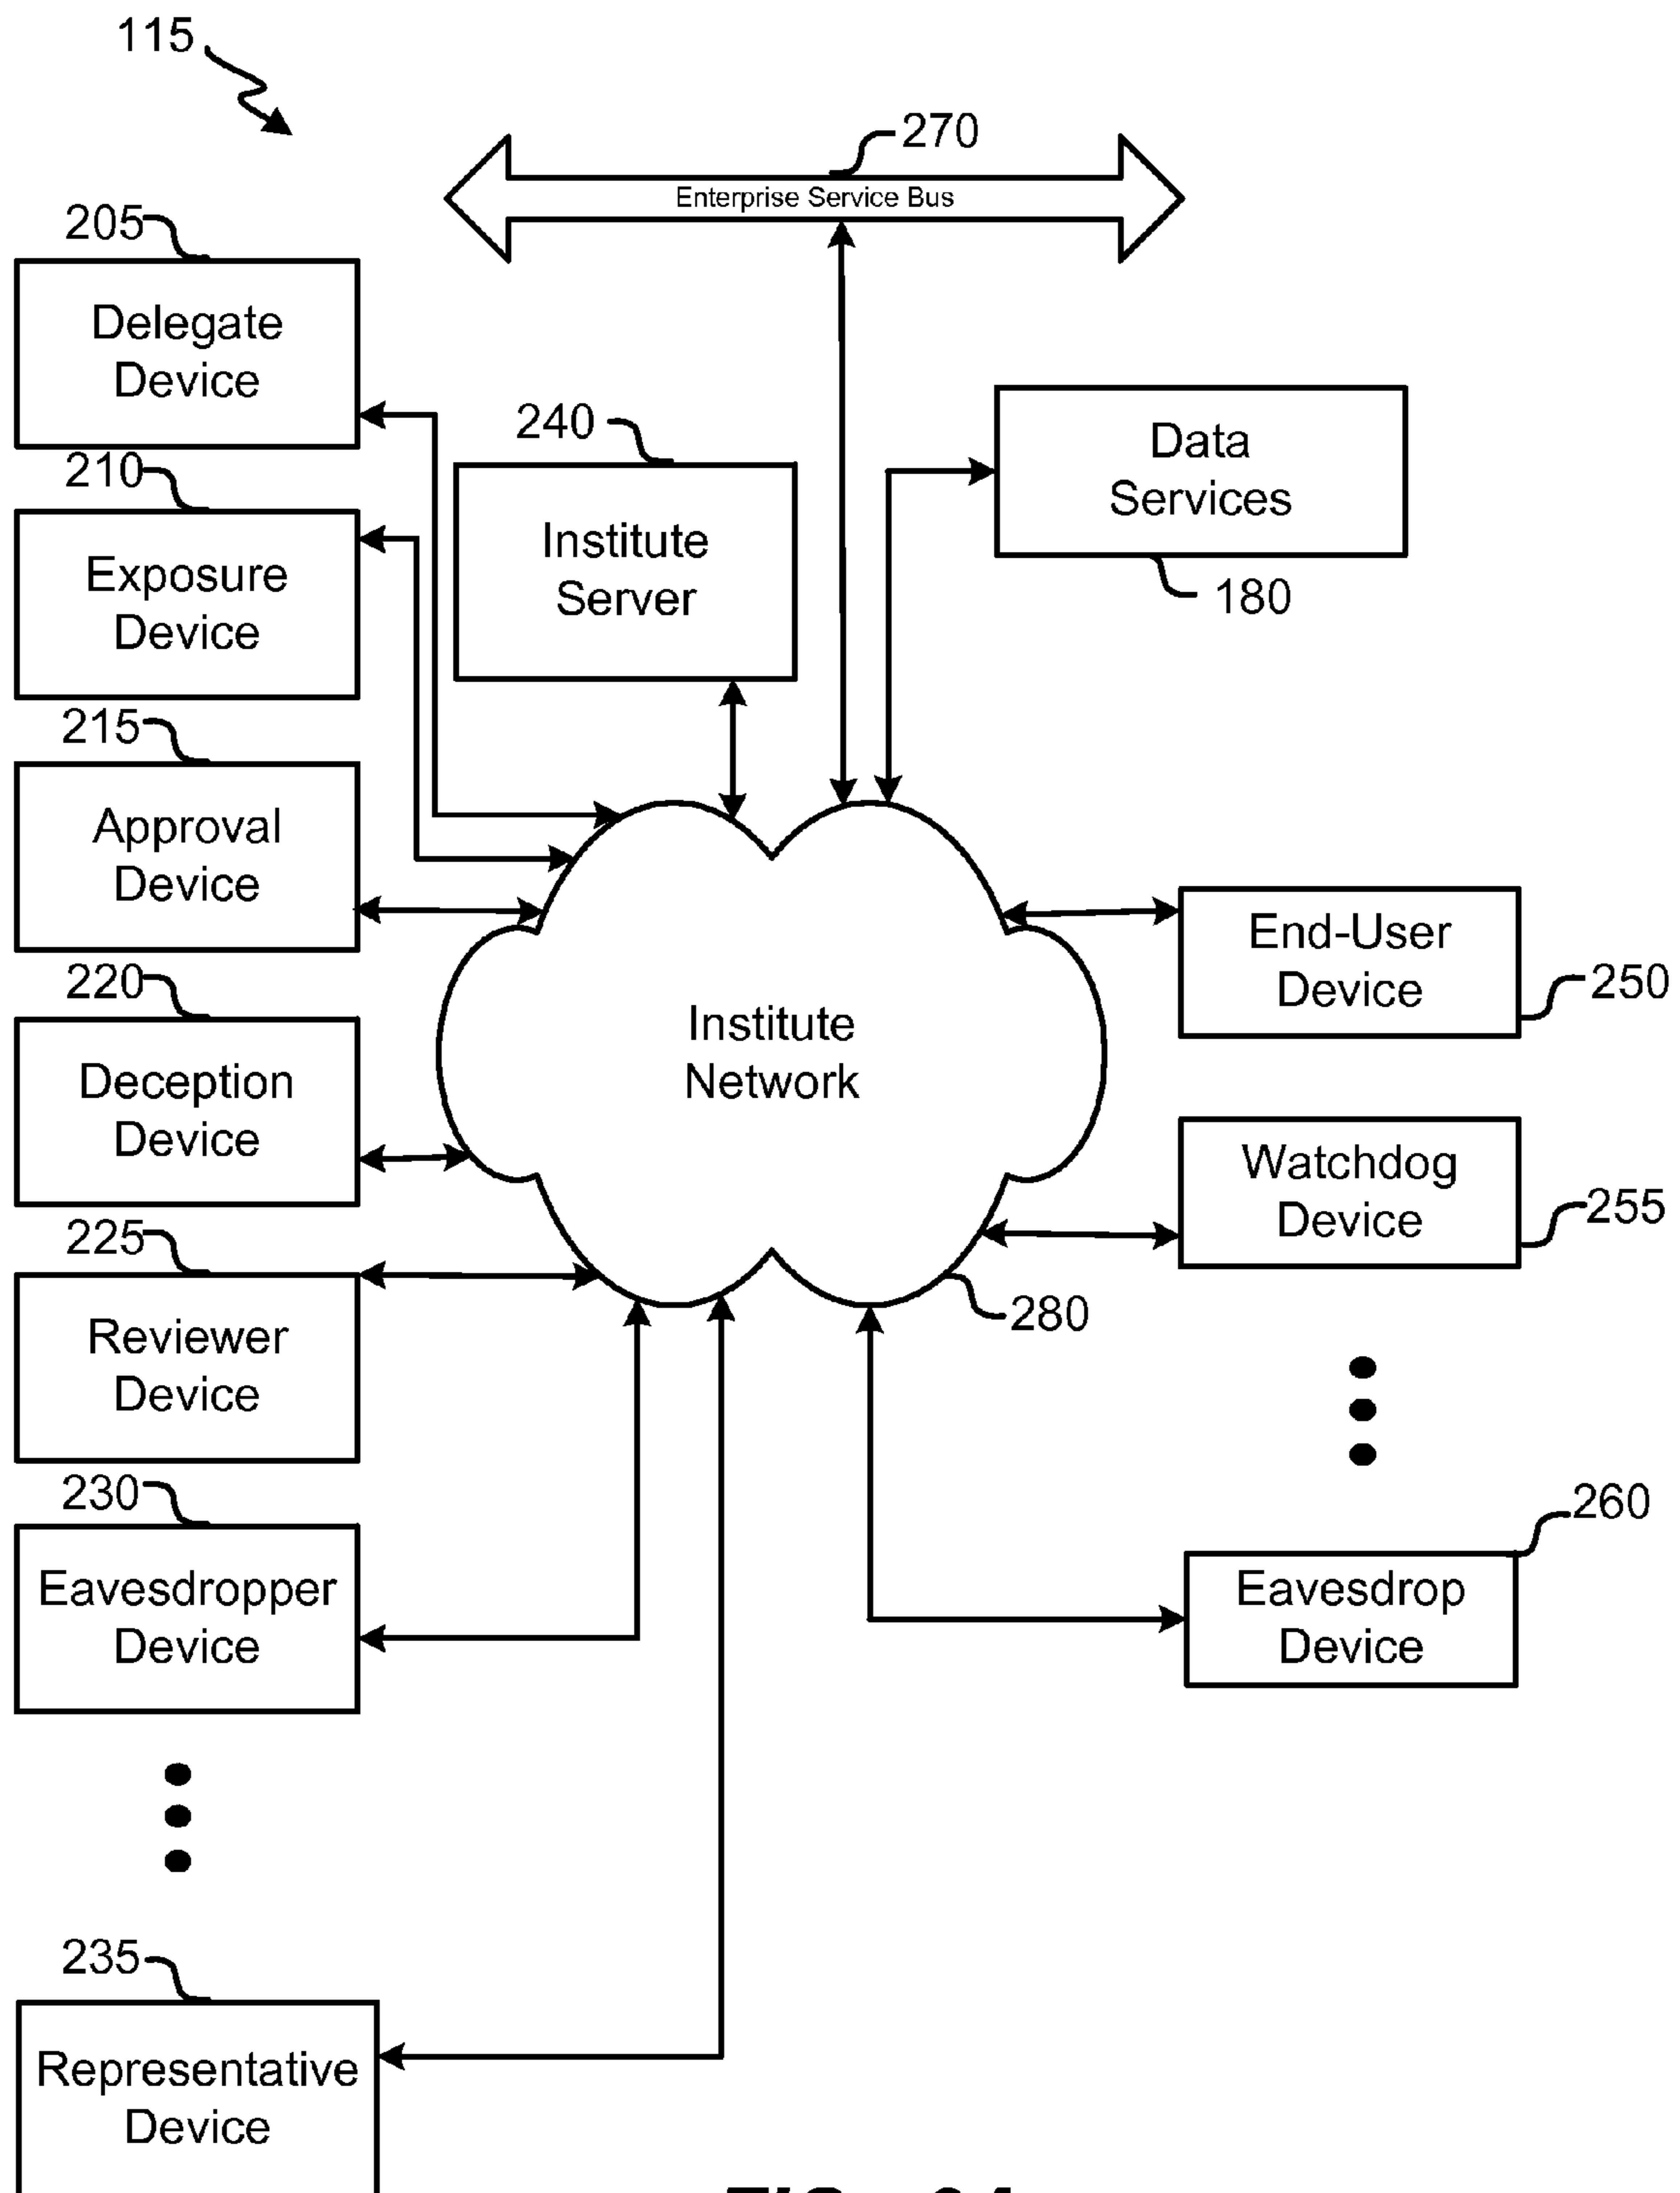 115
270
Enterprise Service Bus
205
Delegate
Device
240
Data
Services
180
210
Exposure
Device
Institute
Server
215
Approval
Device
End-User
Device
250
220
Deception
Device
Institute
Network
Watchdog
Device
255
225
Reviewer
Device
280
230
Eavesdropper
Device
260
Eavesdrop
Device
235
Representative
Device